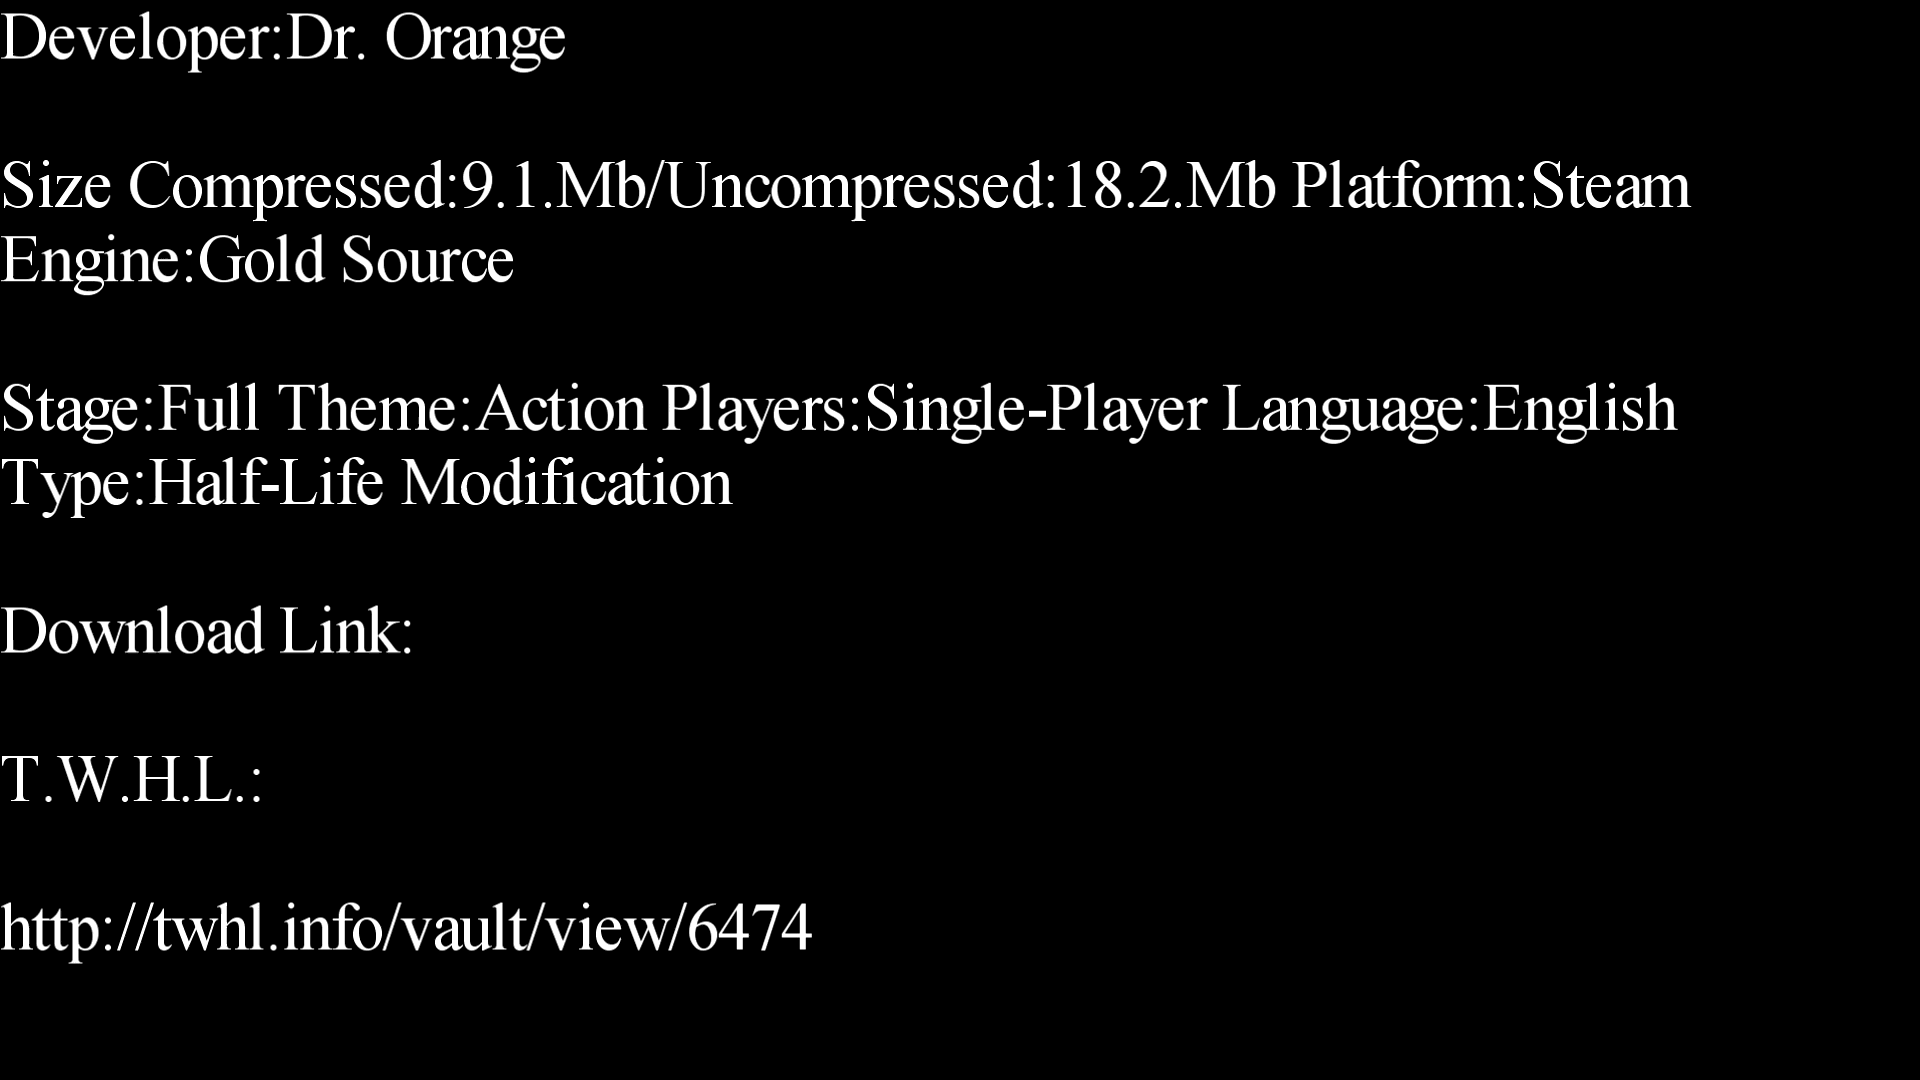 Developer:Dr. Orange
Size Compressed:9.1.Mb/Uncompressed:18.2.Mb Platform:Steam
Engine:Gold Source
Stage:Full Theme:Action Players:Single-Player Language:English
Type:Half-Life Modification
Download Link:
T.W.H.L.:
http://twhl.info/vault/view/6474